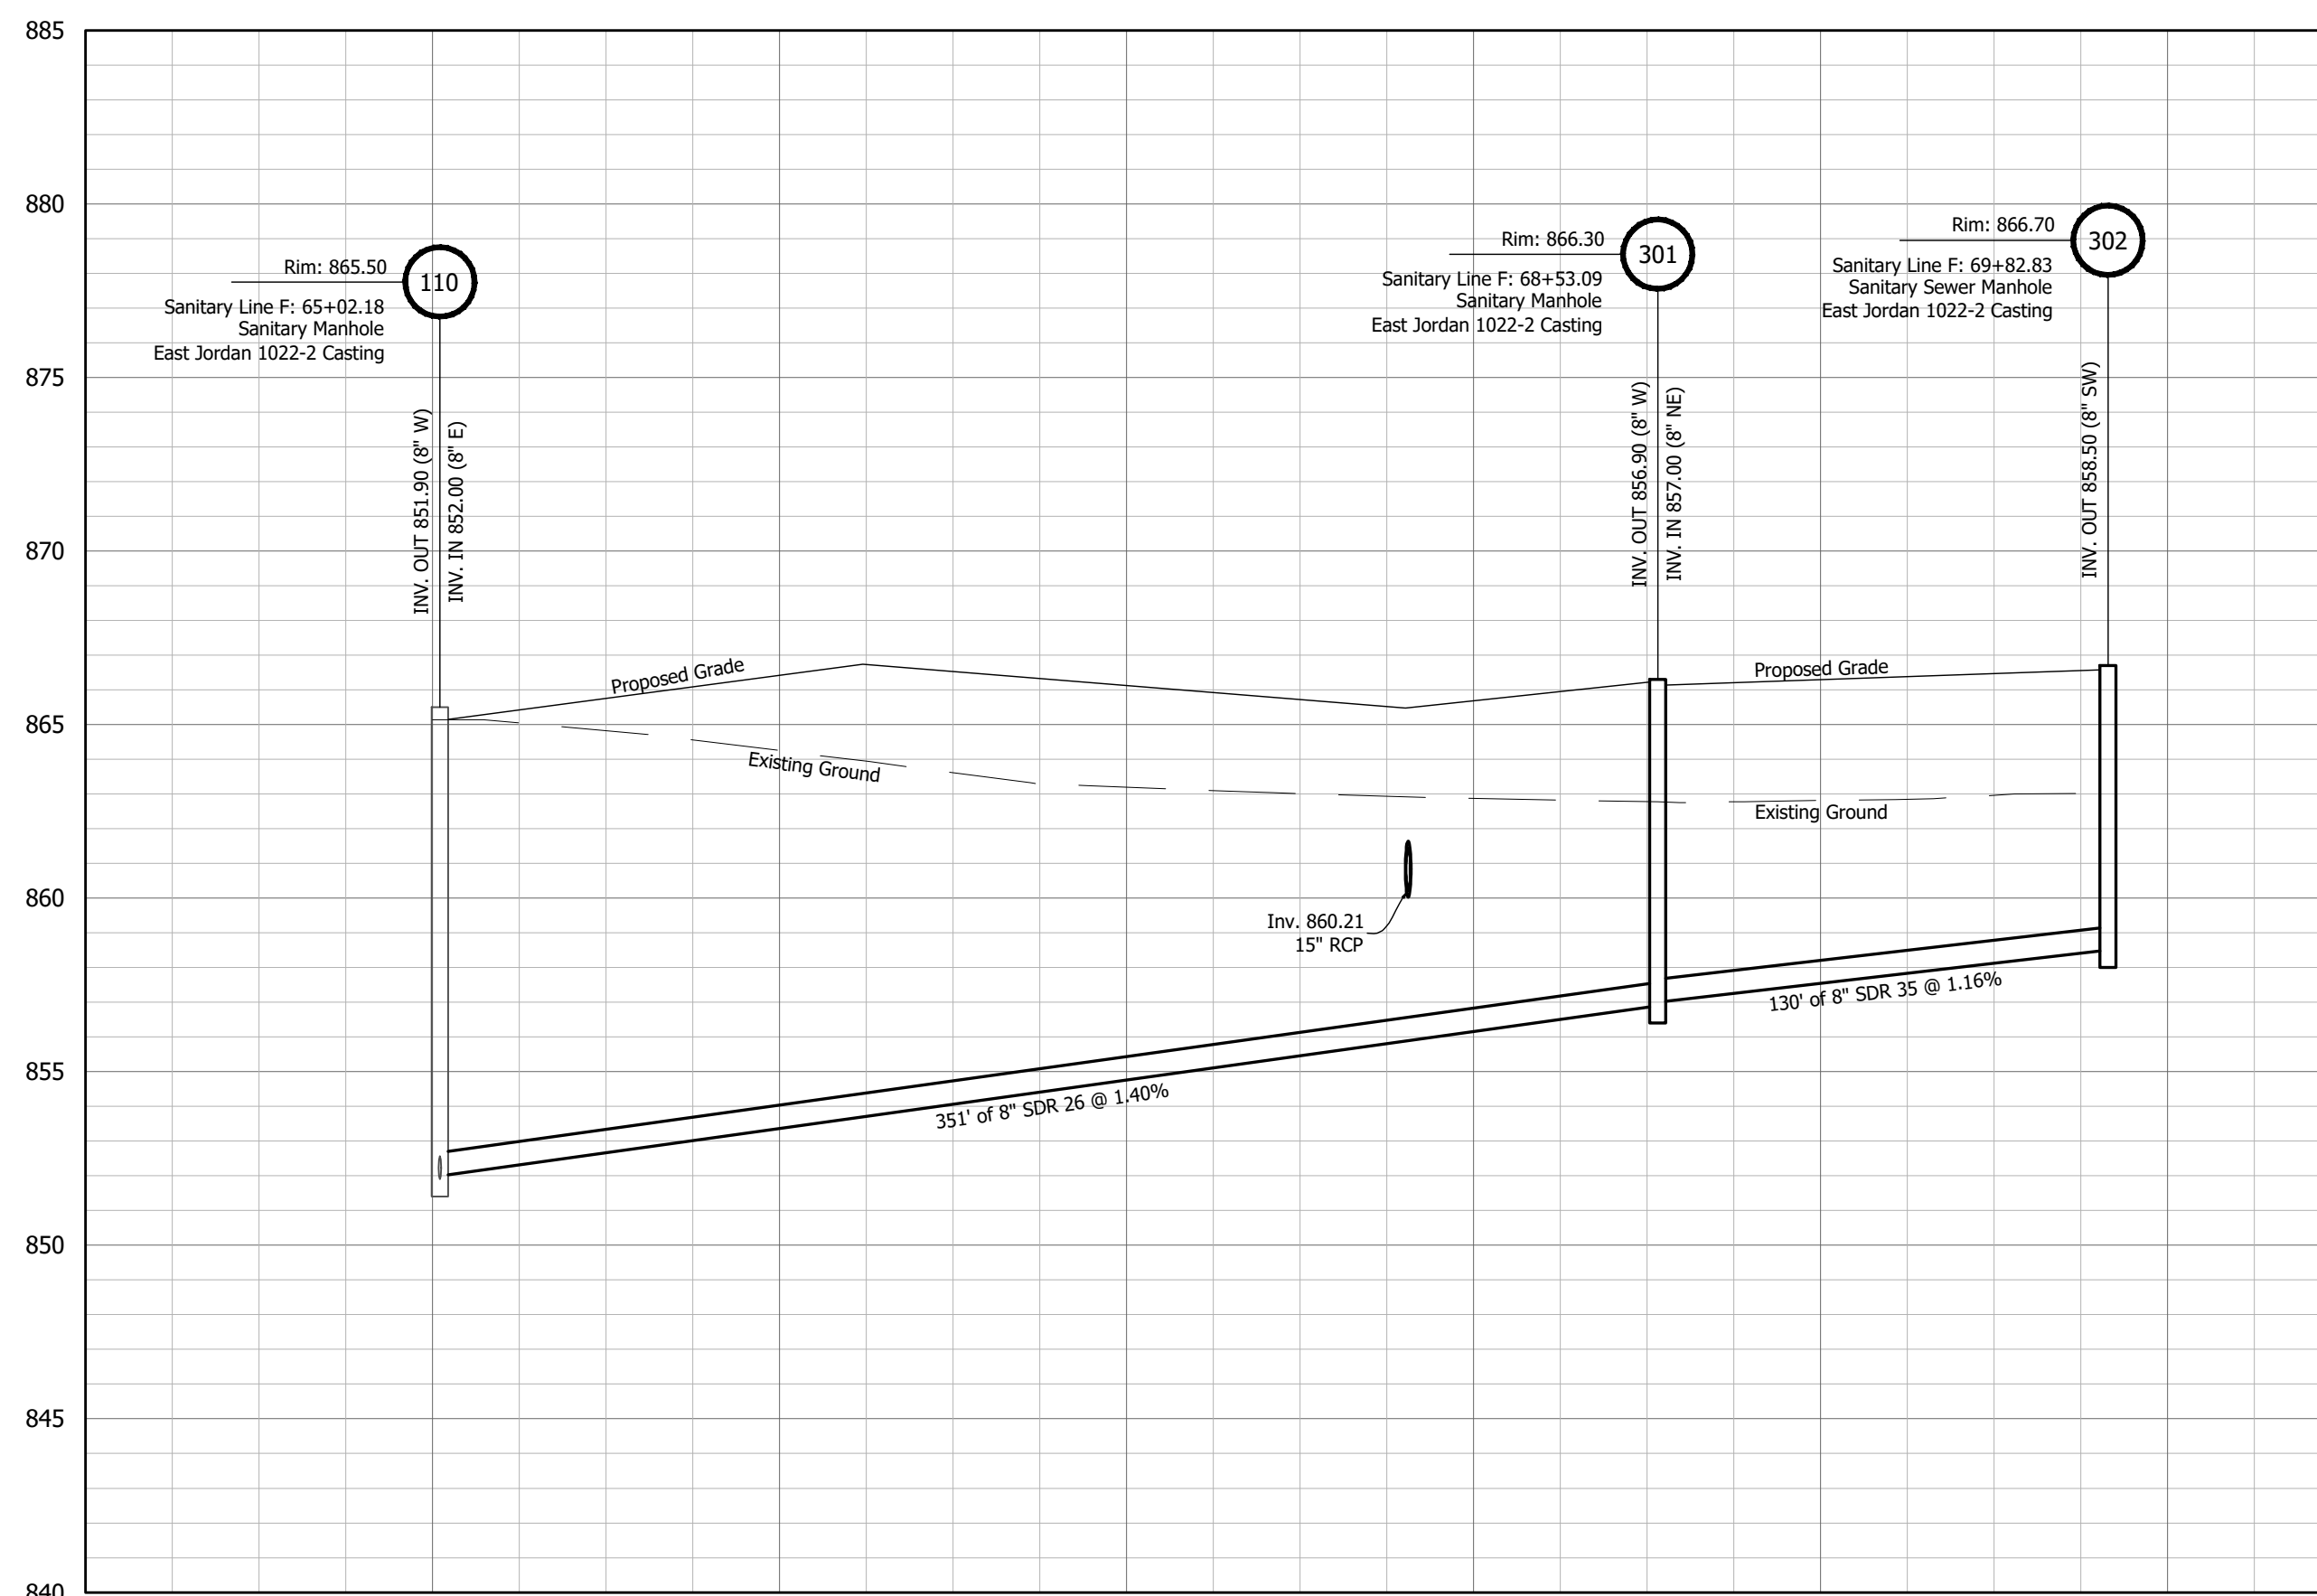 885
880
875
870
865
860
855
850
845
840
110
Rim: 865.50
Sanitary Line F: 65+02.18
Sanitary Manhole
East Jordan 1022-2 Casting
INV. OUT 851.90 (8" W)
INV. IN 852.00 (8" E)
301
Rim: 866.30
Sanitary Line F: 68+53.09
Sanitary Manhole
East Jordan 1022-2 Casting
INV. OUT 856.90 (8" W)
INV. IN 857.00 (8" NE)
302
Rim: 866.70
Sanitary Line F: 69+82.83
Sanitary Sewer Manhole
East Jordan 1022-2 Casting
INV. OUT 858.50 (8" SW)
Proposed Grade
Proposed Grade
Existing Ground
Existing Ground
Inv. 860.21
15" RCP
351' of 8" SDR 26 @ 1.40%
130' of 8" SDR 35 @ 1.16%